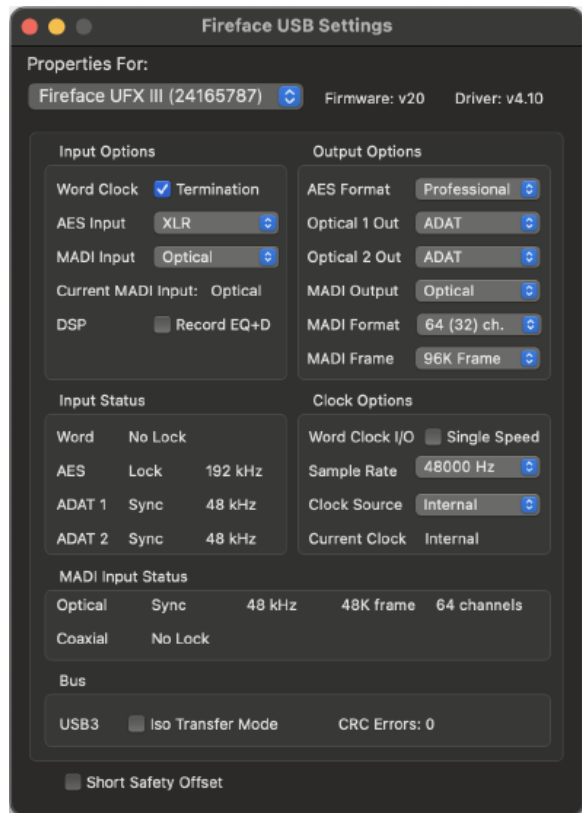 Fireface USB Settings
Properties For:
Fireface UFX III (24165787) Firmware: v20 Driver: v4.10
Input Options
Word Clock Termination
AES Input XLR
MADI Input Optical
Current MADI Input: Optical
DSP Record EQ+D
Output Options
AES Format Professional
Optical 1 Out ADAT
Optical 2 Out ADAT
MADI Output Optical
MADI Format 64 (32) ch.
MADI Frame 96K Frame
Input Status
Word No Lock
AES Lock 192 kHz
ADAT 1 Sync 48 kHz
ADAT 2 Sync 48 kHz
Clock Options
Word Clock I/O Single Speed
Sample Rate 48000 Hz
Clock Source Internal
Current Clock Internal
MADI Input Status
Optical Sync 48 kHz 48K frame 64 channels
Coaxial No Lock
Bus
USB3 Iso Transfer Mode CRC Errors: 0
Short Safety Offset